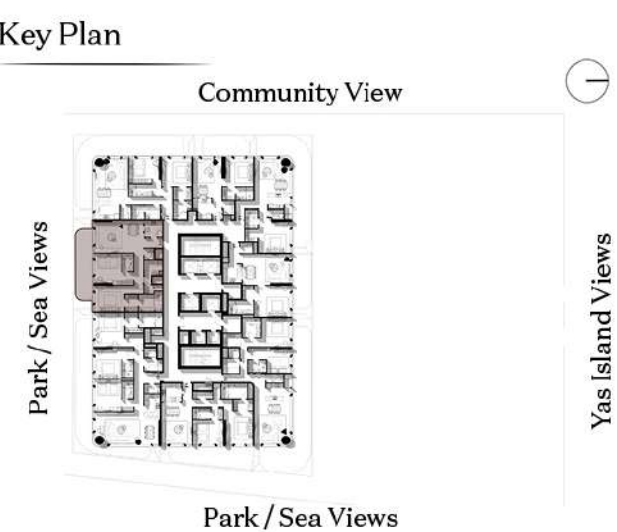 Key Plan
Community View
Park / Sea Views
Yas Island Views
Park / Sea Views